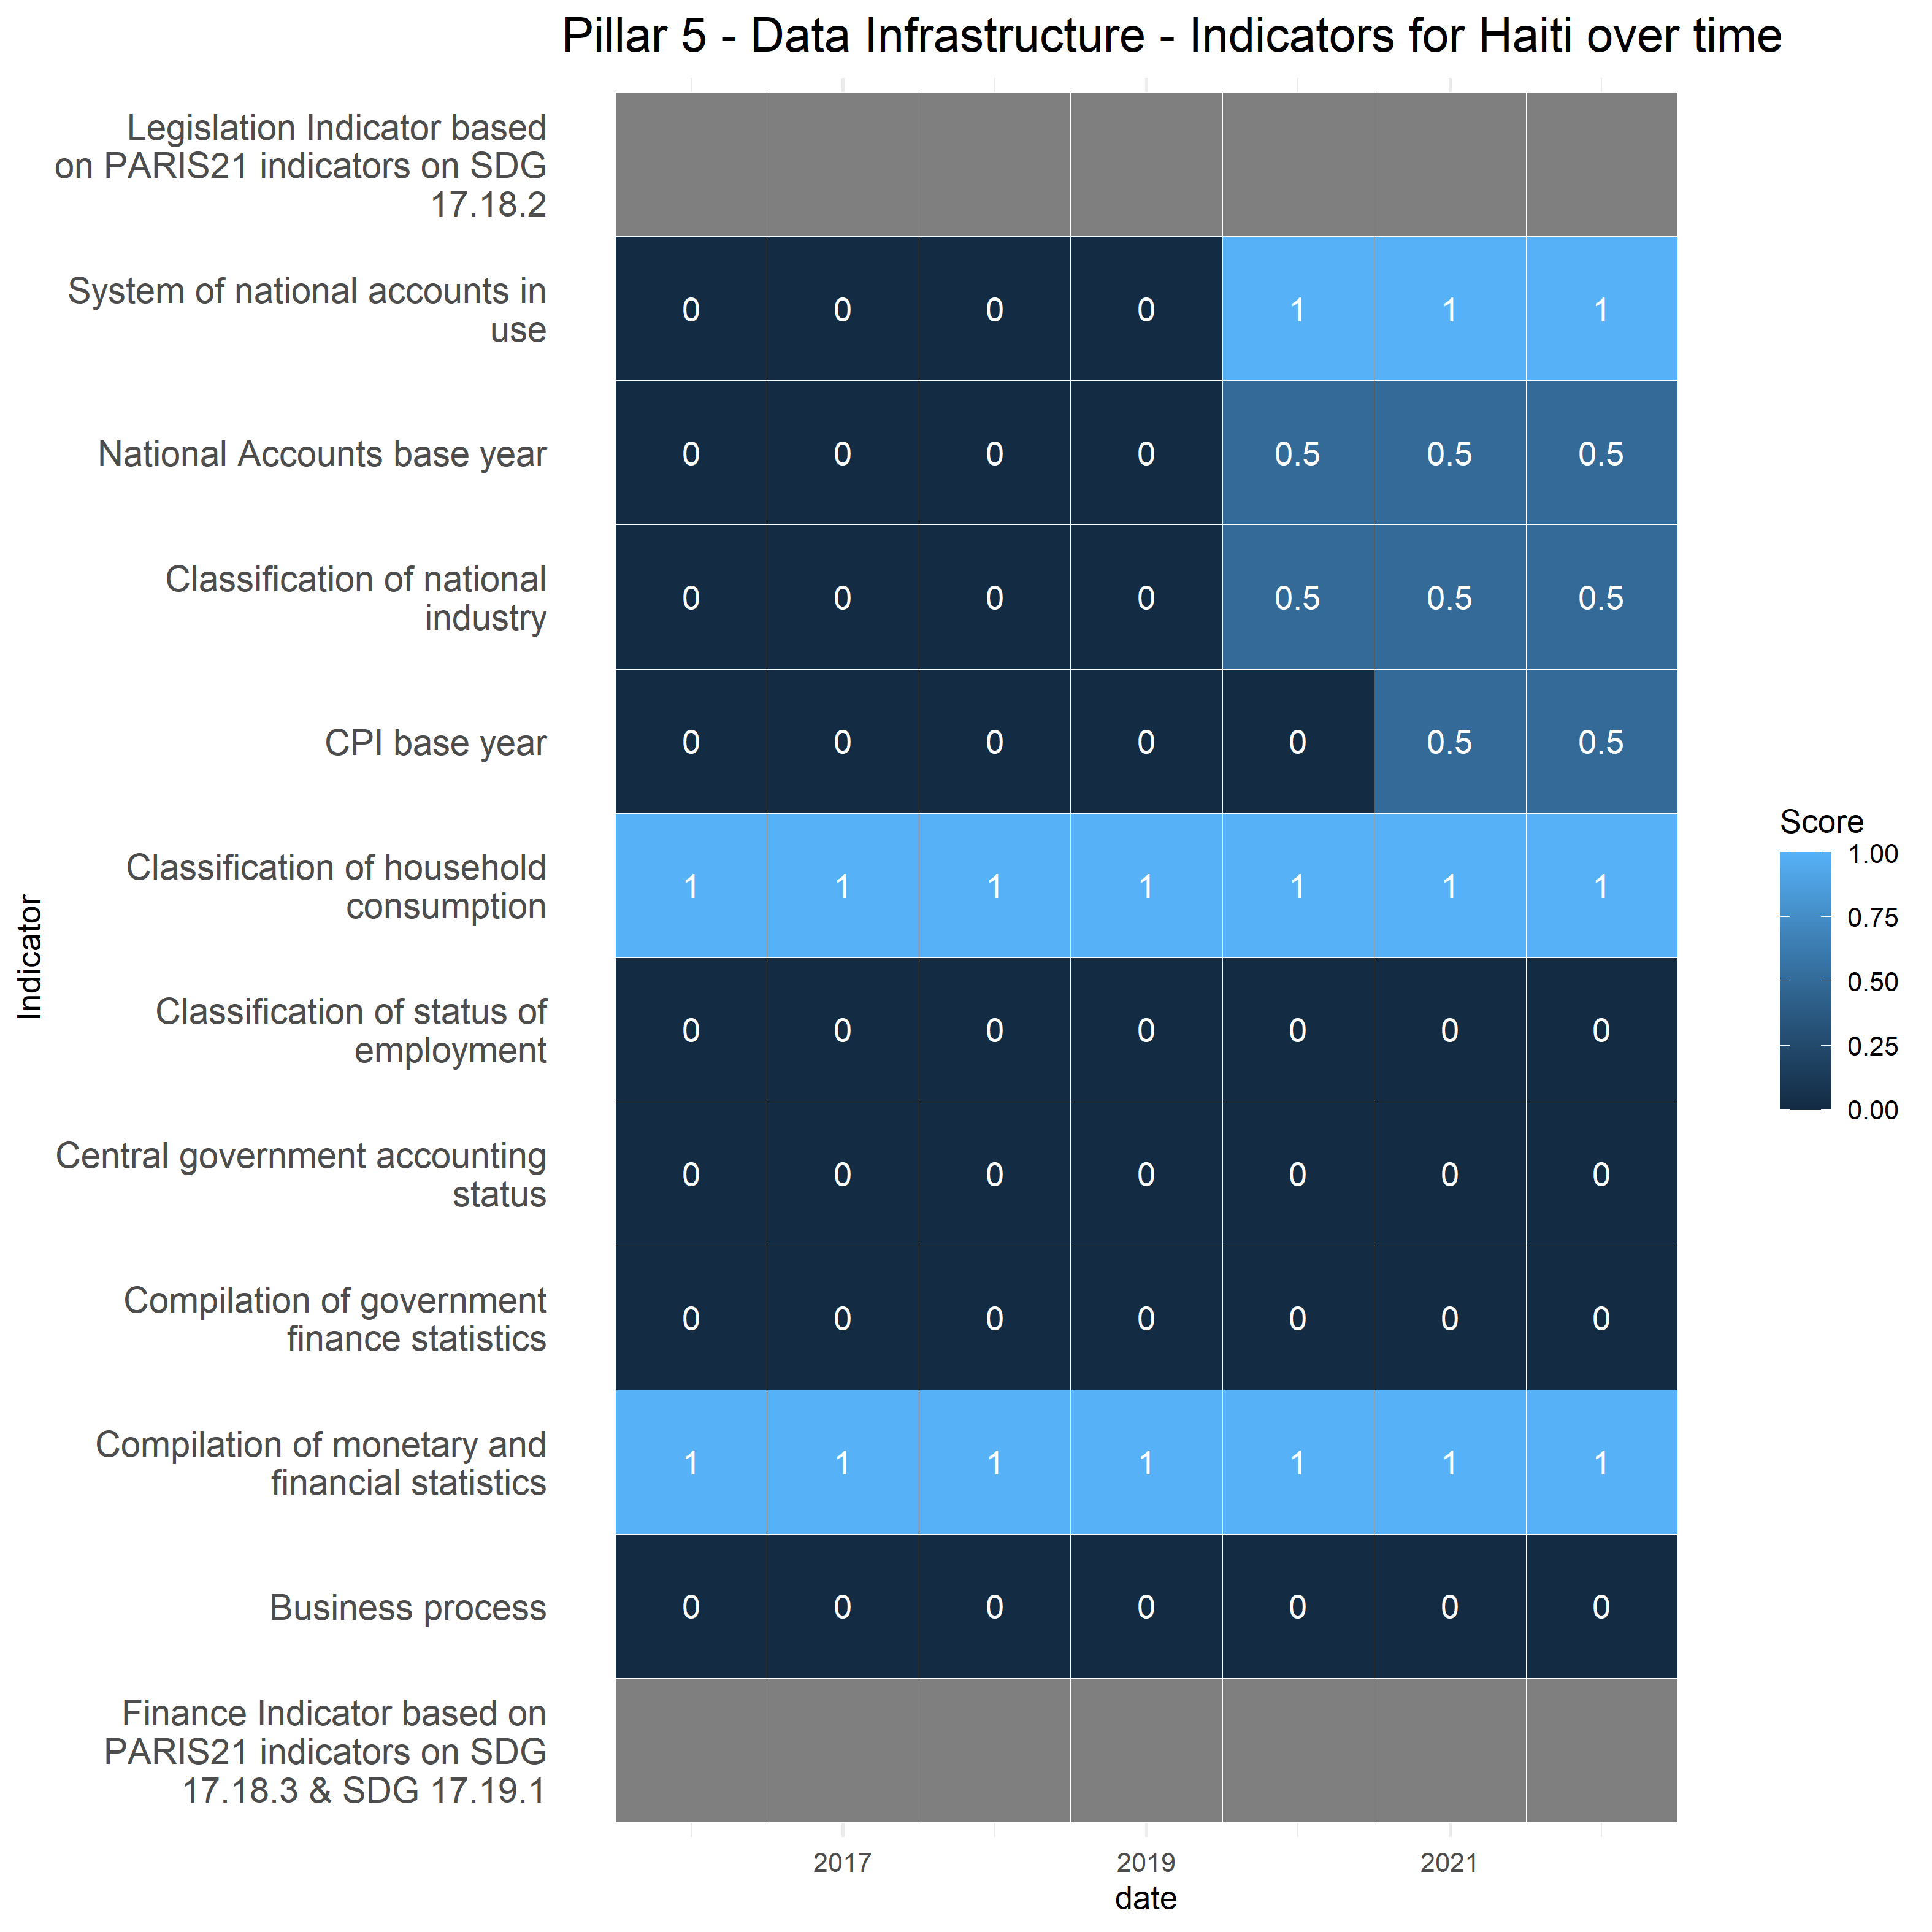 Pillar 5 - Data Infrastructure - Indicators for Haiti over time
Legislation Indicator based
on PARIS21 indicators on SDG
17.18.2
System of national accounts in
use
0 0 0 0 1 1 1
National Accounts base year
0 0 0 0 0.5 0.5 0.5
Classification of national
industry
0 0 0 0 0.5 0.5 0.5
CPI base year
0 0 0 0 0 0.5 0.5
Classification of household
consumption
1 1 1 1 1 1 1
Classification of status of
employment
0 0 0 0 0 0 0
Central government accounting
status
0 0 0 0 0 0 0
Compilation of government
finance statistics
0 0 0 0 0 0 0
Compilation of monetary and
financial statistics
1 1 1 1 1 1 1
Business process
0 0 0 0 0 0 0
Finance Indicator based on
PARIS21 indicators on SDG
17.18.3 & SDG 17.19.1
Indicator
2017 2019 2021
date
Score
1.00
0.75
0.50
0.25
0.00